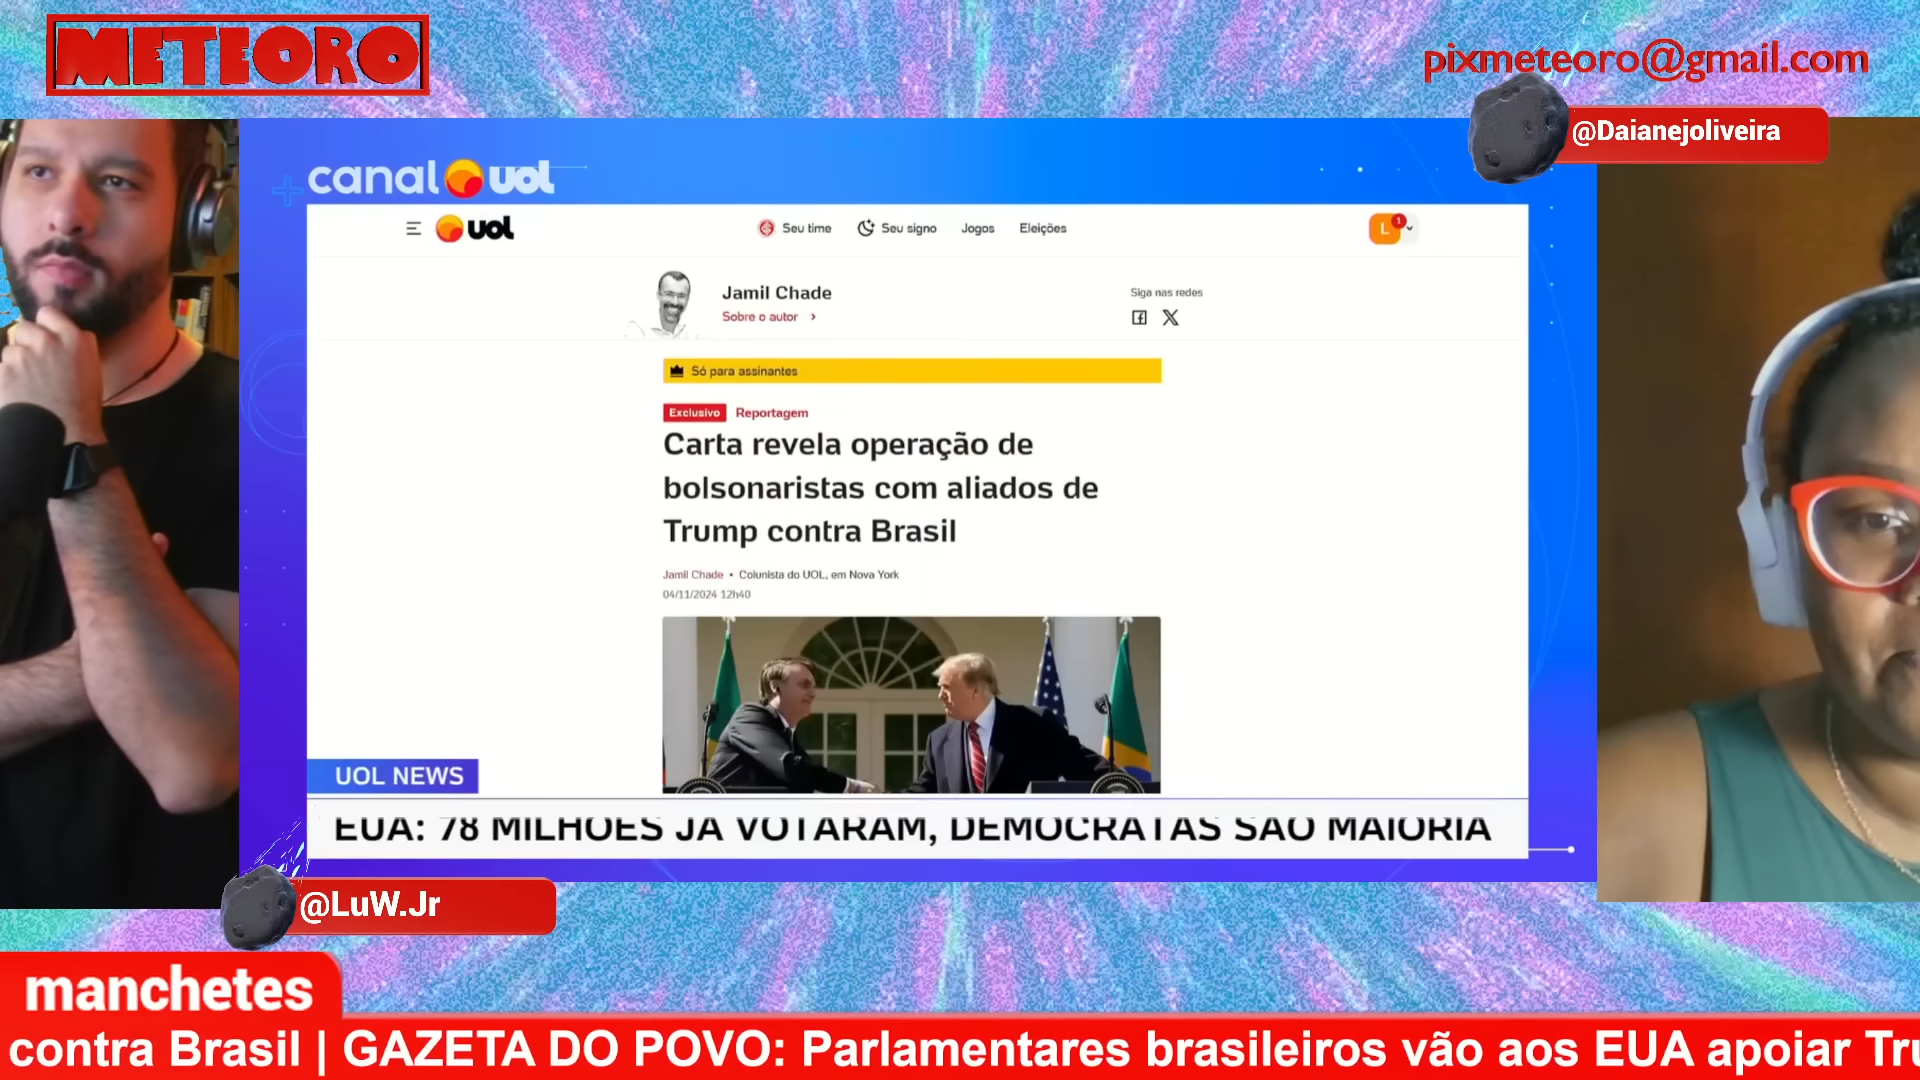 METEORO
pixmeteoro@gmail.com
@Daianejoliveira
canal UOL
UOL
Seu time
Seu signo
Jogos
Eleições
L
1
Jamil Chade
Sobre o autor
Siga nas redes
Só para assinantes
Exclusivo Reportagem
Carta revela operação de
bolsonaristas com aliados de
Trump contra Brasil
Jamil Chade • Colunista do UOL, em Nova York
04/11/2024 12h40
UOL NEWS
EUA: 78 MILHÕES JÁ VOTARAM, DEMOCRATAS SÃO MAIORIA
@LuW.Jr
manchetes
contra Brasil | GAZETA DO POVO: Parlamentares brasileiros vão aos EUA apoiar Tru